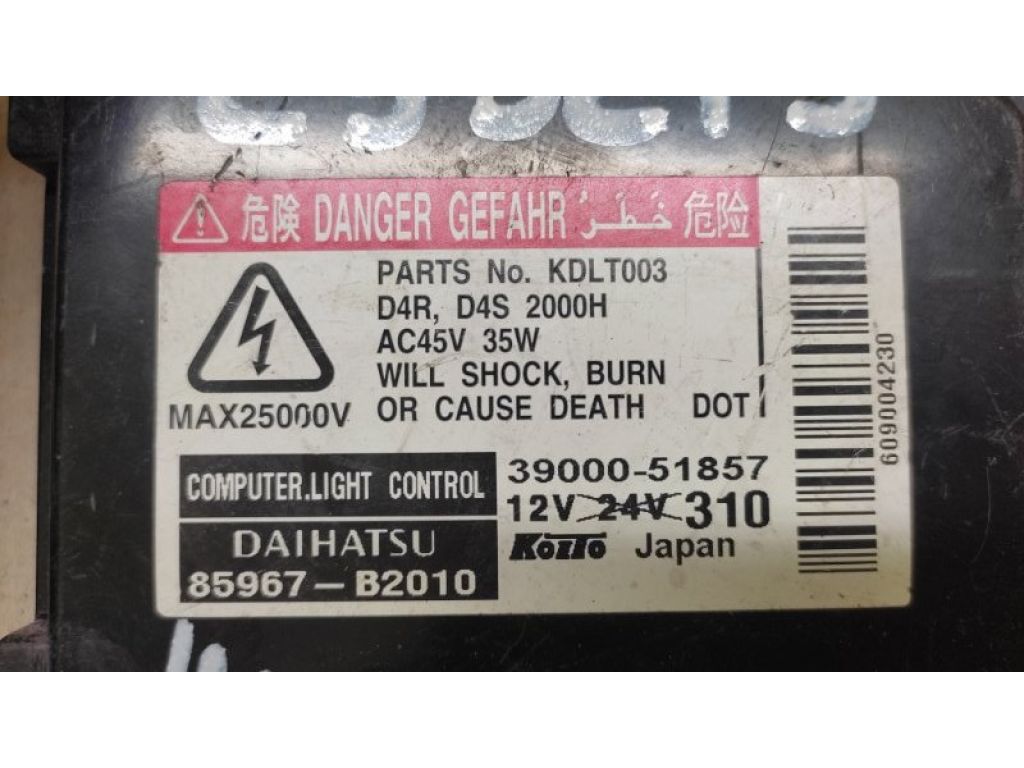 危険 DANGER GEFAHR خَطَرُ 危险
PARTS No. KDLT003
D4R, D4S 2000H
AC45V 35W
WILL SHOCK, BURN
OR CAUSE DEATH DOT
MAX25000V
COMPUTER.LIGHT CONTROL
DAIHATSU
85967-B2010
39000-51857
12V 24V 310
KOITO Japan
609004230